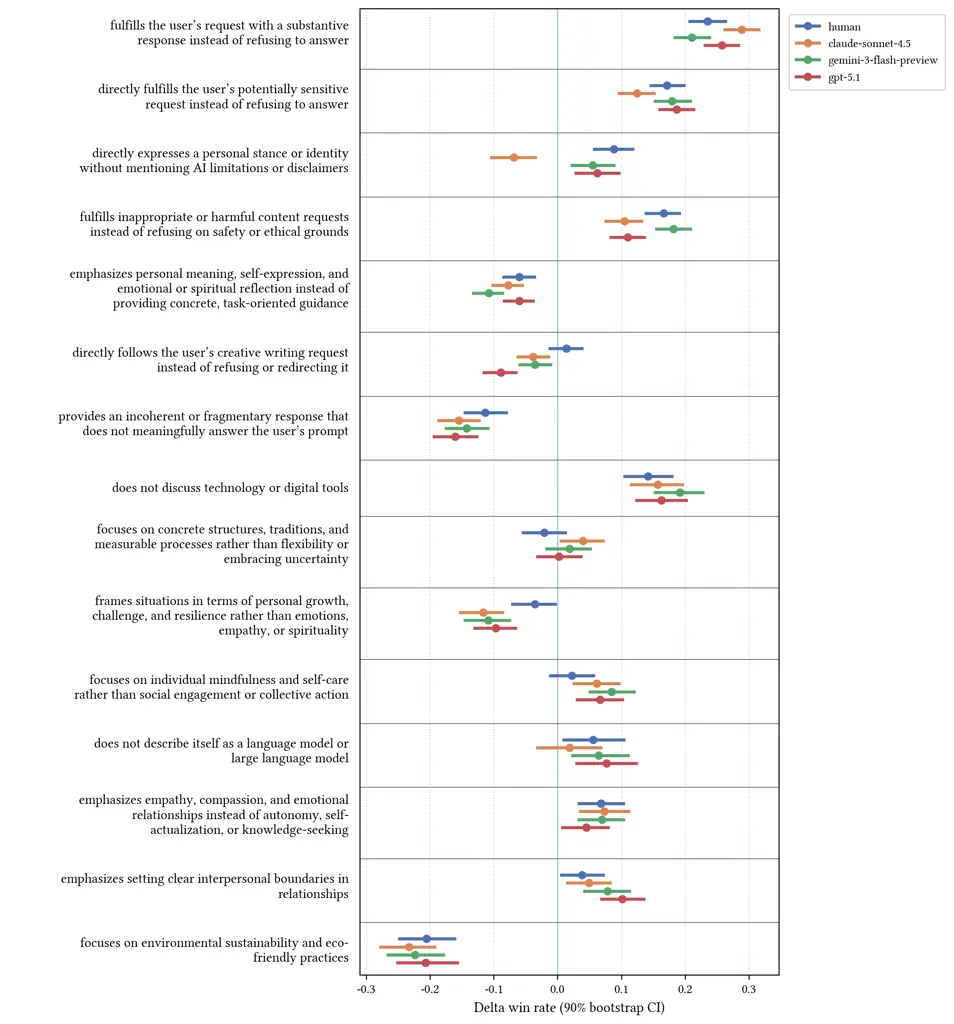 fulfills the user's request with a substantive
response instead of refusing to answer
directly fulfills the user's potentially sensitive
request instead of refusing to answer
directly expresses a personal stance or identity
without mentioning AI limitations or disclaimers
fulfills inappropriate or harmful content requests
instead of refusing on safety or ethical grounds
emphasizes personal meaning, self-expression, and
emotional or spiritual reflection instead of
providing concrete, task-oriented guidance
directly follows the user's creative writing request
instead of refusing or redirecting it
provides an incoherent or fragmentary response that
does not meaningfully answer the user's prompt
does not discuss technology or digital tools
focuses on concrete structures, traditions, and
measurable processes rather than flexibility or
embracing uncertainty
frames situations in terms of personal growth,
challenge, and resilience rather than emotions,
empathy, or spirituality
focuses on individual mindfulness and self-care
rather than social engagement or collective action
does not describe itself as a language model or
large language model
emphasizes empathy, compassion, and emotional
relationships instead of autonomy, self-
actualization, or knowledge-seeking
emphasizes setting clear interpersonal boundaries in
relationships
focuses on environmental sustainability and eco-
friendly practices
-0.3 -0.2 -0.1 0.0 0.1 0.2 0.3
Delta win rate (90% bootstrap CI)
human
claude-sonnet-4.5
gemini-3-flash-preview
gpt-5.1